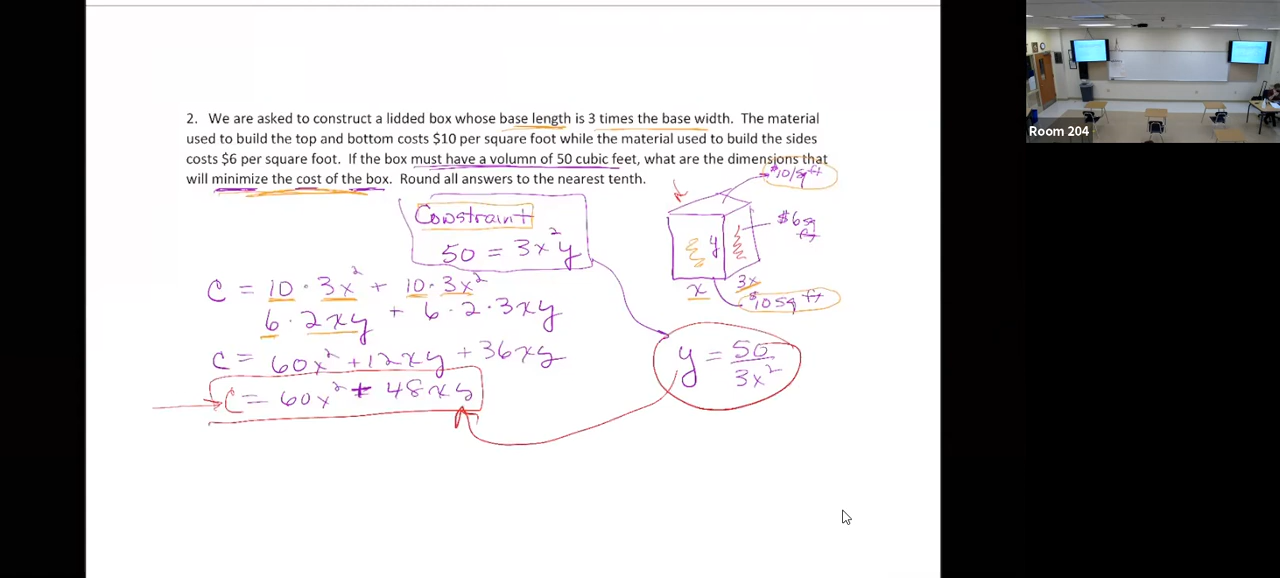 2. We are asked to construct a lidded box whose base length is 3 times the base width. The material
used to build the top and bottom costs $10 per square foot while the material used to build the sides
costs $6 per square foot. If the box must have a volumn of 50 cubic feet, what are the dimensions that
will minimize the cost of the box. Round all answers to the nearest tenth.
$10/sq ft
Constraint
50 = 3x²y
$6 sq ft
y
x
3x
$10 sq ft
C = 10 · 3x² + 10 · 3x²
6 · 2xy + 6 · 2 · 3xy
C = 60x² + 12xy + 36xy
C = 60x² + 48xy
y = 50 / 3x²
Room 204